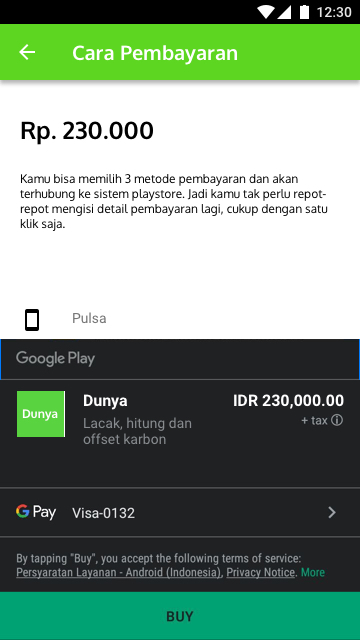 12:30
Cara Pembayaran
Rp. 230.000
Kamu bisa memilih 3 metode pembayaran dan akan
terhubung ke sistem playstore. Jadi kamu tak perlu repot-
repot mengisi detail pembayaran lagi, cukup dengan satu
klik saja.
Pulsa
Google Play
Dunya
Dunya
IDR 230,000.00
Lacak, hitung dan
offset karbon
+ tax
G Pay
Visa-0132
By tapping "Buy", you accept the following terms of service:
Persyaratan Layanan - Android (Indonesia), Privacy Notice. More
BUY